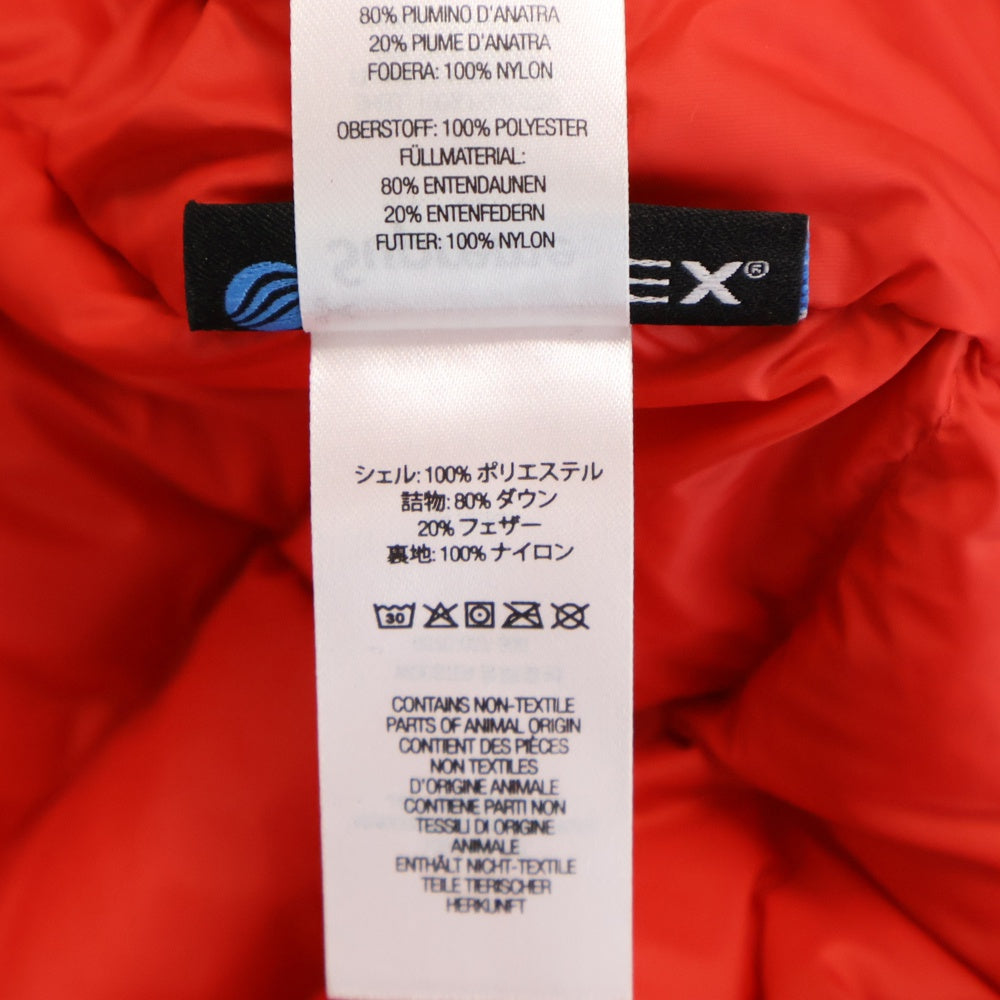 80% PIUMINO D'ANATRA
20% PIUME D'ANATRA
FODERA: 100% NYLON
OBERSTOFF: 100% POLYESTER
FÜLLMATERIAL:
80% ENTENDAUNEN
20% ENTENFEDERN
FUTTER: 100% NYLON
EX®
シェル: 100% ポリエステル
詰物: 80% ダウン
20% フェザー
裏地: 100% ナイロン
30
CONTAINS NON-TEXTILE
PARTS OF ANIMAL ORIGIN
CONTIENT DES PIÈCES
NON TEXTILES
D'ORIGINE ANIMALE
CONTIENE PARTI NON
TESSILI DI ORIGINE
ANIMALE
ENTHÄLT NICHT-TEXTILE
TEILE TIERISCHER
HERKUNFT